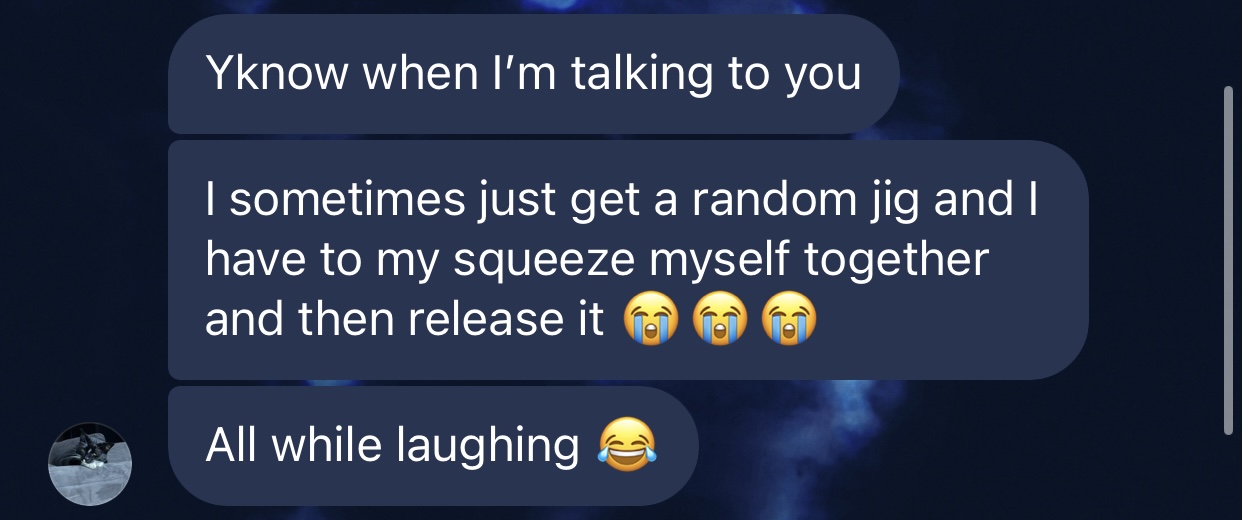 Yknow when I’m talking to you
I sometimes just get a random jig and I
have to my squeeze myself together
and then release it 😭😭😭
All while laughing 😂